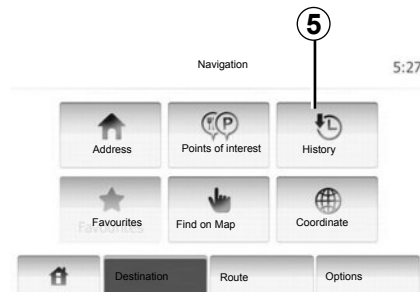 5
Navigation
5:27
Address
Points of interest
History
Favourites
Find on Map
Coordinate
Destination
Route
Options